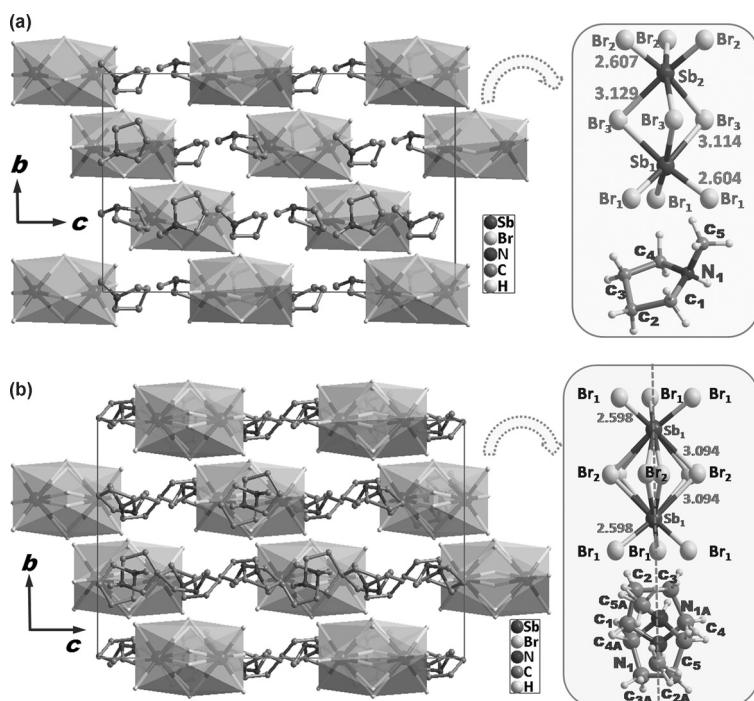 (a)
Br2 Br2 Br2
2.607
Sb2
3.129
Br3 Br3 Br3
3.114
Sb1
2.604
Br1 Br1 Br1
b
c
Sb
Br
N
C
H
C5
C4
N1
C3
C1
C2
(b)
Br1 Br1 Br1
2.598
Sb1
3.094
Br2 Br2 Br2
3.094
Sb1
2.598
Br1 Br1 Br1
b
c
Sb
Br
N
C
H
C2 C3
C5A
N1A
C1
C4
C4A
N1
C5
C2A
C3A